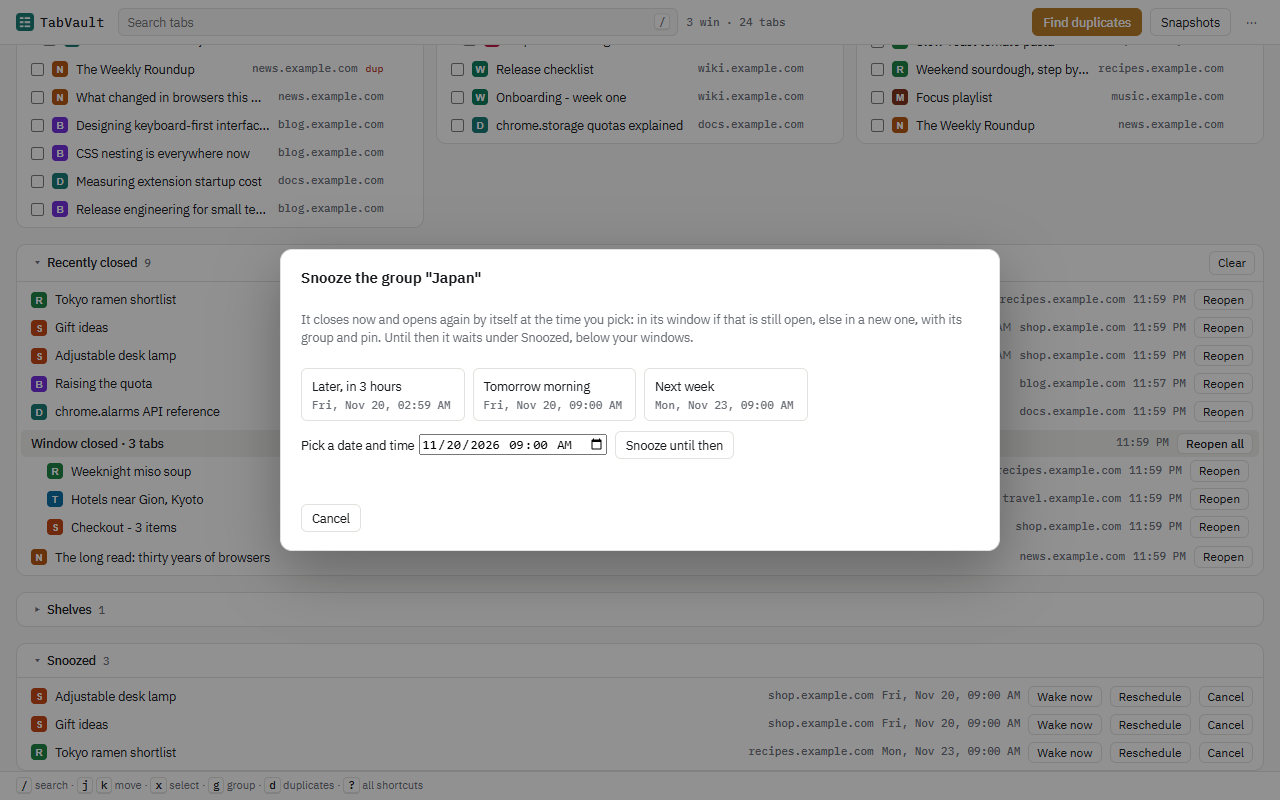 TabVault
Search tabs
/
3 win · 24 tabs
Find duplicates
Snapshots
···
N The Weekly Roundup news.example.com dup
N What changed in browsers this ... news.example.com
B Designing keyboard-first interfac... blog.example.com
B CSS nesting is everywhere now blog.example.com
D Measuring extension startup cost docs.example.com
B Release engineering for small te... blog.example.com
W Release checklist wiki.example.com
W Onboarding - week one wiki.example.com
D chrome.storage quotas explained docs.example.com
R Weekend sourdough, step by... recipes.example.com
M Focus playlist music.example.com
N The Weekly Roundup news.example.com
Recently closed 9
Clear
R Tokyo ramen shortlist recipes.example.com 11:59 PM Reopen
S Gift ideas AM shop.example.com 11:59 PM Reopen
S Adjustable desk lamp AM shop.example.com 11:59 PM Reopen
B Raising the quota blog.example.com 11:57 PM Reopen
D chrome.alarms API reference docs.example.com 11:59 PM Reopen
Window closed · 3 tabs 11:59 PM Reopen all
R Weeknight miso soup recipes.example.com 11:59 PM Reopen
T Hotels near Gion, Kyoto travel.example.com 11:59 PM Reopen
S Checkout - 3 items shop.example.com 11:59 PM Reopen
N The long read: thirty years of browsers news.example.com 11:59 PM Reopen
Snooze the group "Japan"
It closes now and opens again by itself at the time you pick: in its window if that is still open, else in a new one, with its
group and pin. Until then it waits under Snoozed, below your windows.
Later, in 3 hours
Fri, Nov 20, 02:59 AM
Tomorrow morning
Fri, Nov 20, 09:00 AM
Next week
Mon, Nov 23, 09:00 AM
Pick a date and time 11/20/2026 09:00 AM Snooze until then
Cancel
Shelves 1
Snoozed 3
S Adjustable desk lamp shop.example.com Fri, Nov 20, 09:00 AM Wake now Reschedule Cancel
S Gift ideas shop.example.com Fri, Nov 20, 09:00 AM Wake now Reschedule Cancel
R Tokyo ramen shortlist recipes.example.com Mon, Nov 23, 09:00 AM Wake now Reschedule Cancel
/ search · j k move · x select · g group · d duplicates · ? all shortcuts